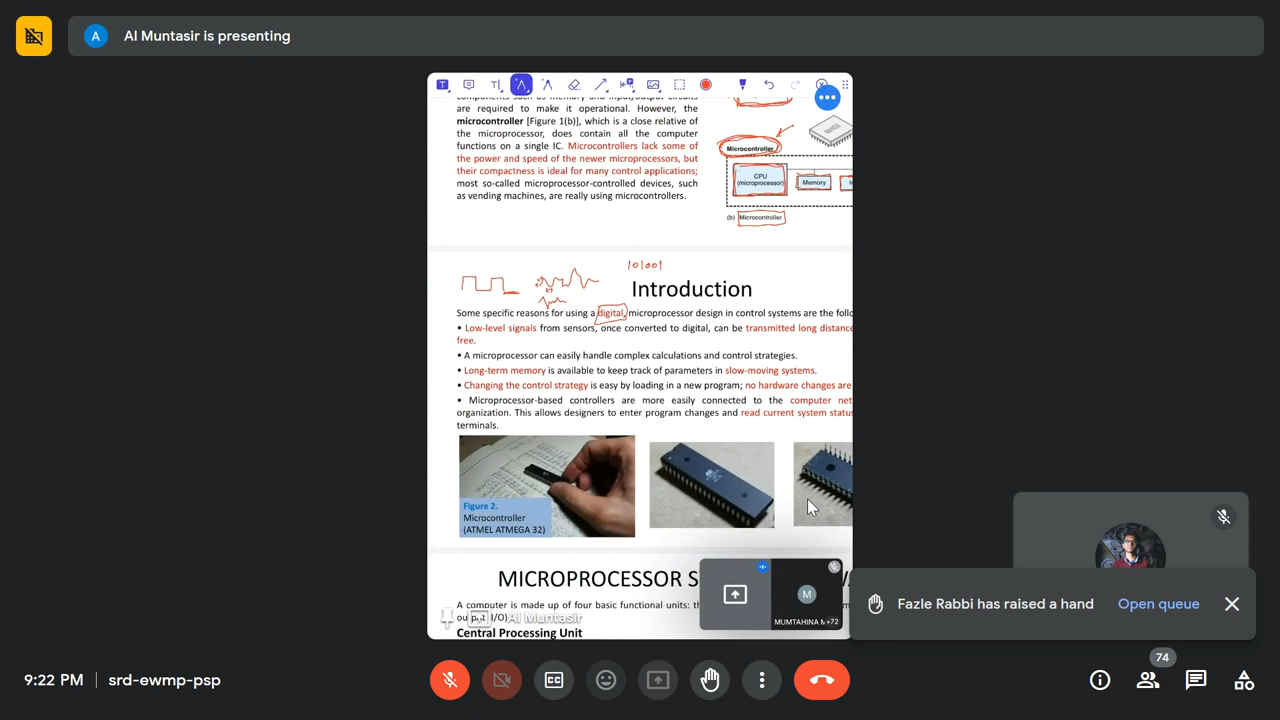 A
Al Muntasir is presenting
are required to make it operational. However, the
microcontroller [Figure 1(b)], which is a close relative of
the microprocessor, does contain all the computer
functions on a single IC. Microcontrollers lack some of
the power and speed of the newer microprocessors, but
their compactness is ideal for many control applications;
most so-called microprocessor-controlled devices, such
as vending machines, are really using microcontrollers.
Microcontroller
CPU
(microprocessor)
Memory
(b) Microcontroller
101001
Introduction
Some specific reasons for using a digital, microprocessor design in control systems are the follo
• Low-level signals from sensors, once converted to digital, can be transmitted long distance
free.
• A microprocessor can easily handle complex calculations and control strategies.
• Long-term memory is available to keep track of parameters in slow-moving systems.
• Changing the control strategy is easy by loading in a new program; no hardware changes are
• Microprocessor-based controllers are more easily connected to the computer net
organization. This allows designers to enter program changes and read current system status
terminals.
Figure 2.
Microcontroller
(ATMEL ATMEGA 32)
MICROPROCESSOR S
A computer is made up of four basic functional units: th
output (I/O)
Al Muntasir
Central Processing Unit
M
MUMTAHINA M
+72
Fazle Rabbi has raised a hand
Open queue
74
9:22 PM | srd-ewmp-psp